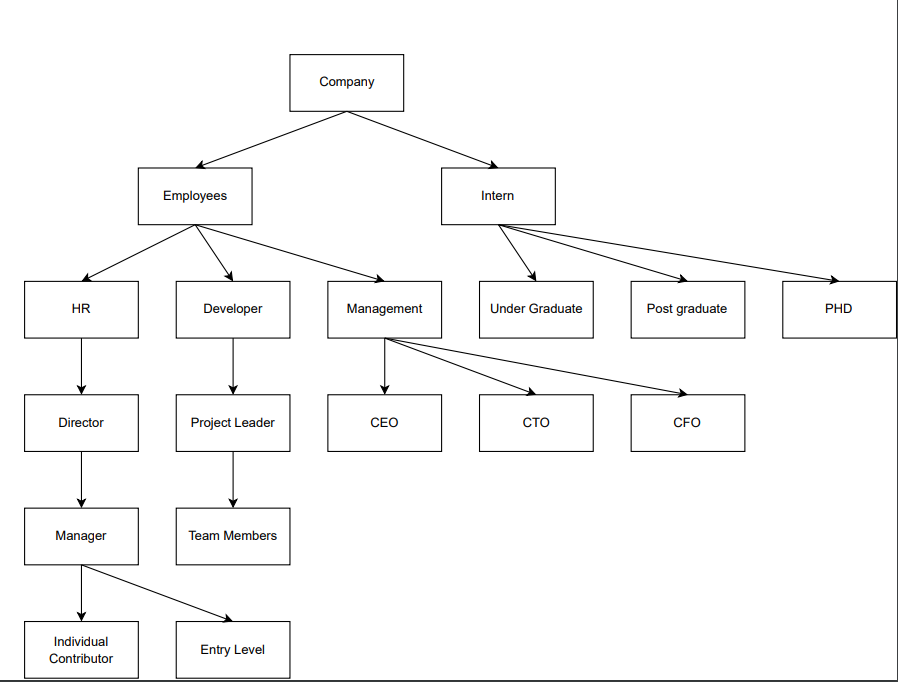 Company
Employees
Intern
HR
Developer
Management
Under Graduate
Post graduate
PHD
Director
Project Leader
CEO
CTO
CFO
Manager
Team Members
Individual
Contributor
Entry Level